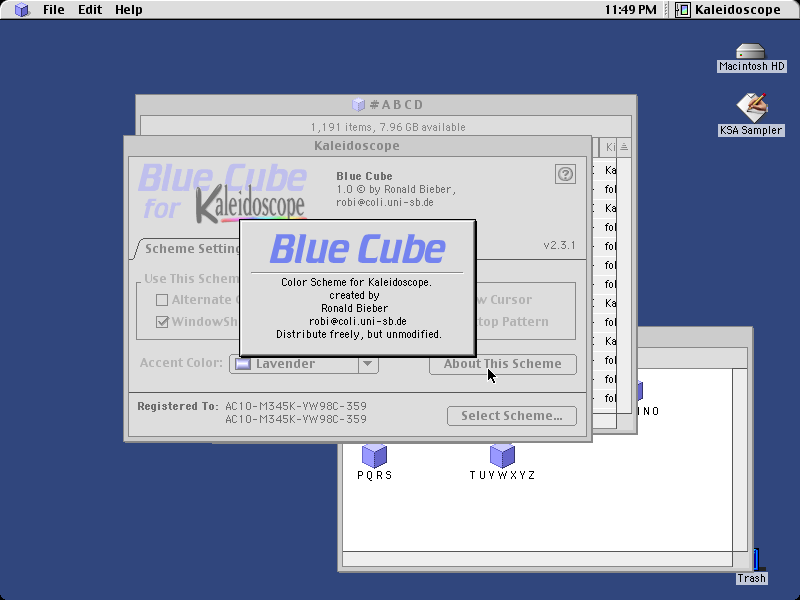 File Edit Help
11:49 PM Kaleidoscope
Macintosh HD
KSA Sampler
#ABCD
1,191 items, 7.96 GB available
Kaleidoscope
Ki
Blue Cube
for Kaleidoscope
Blue Cube
1.0 © by Ronald Bieber,
robi@coli.uni-sb.de
?
Ka
fol
Ka
fol
fol
fol
fol
Ka
fol
Ka
fol
fol
fol
Scheme Setting
v2.3.1
Blue Cube
Color Scheme for Kaleidoscope.
created by
Ronald Bieber
robi@coli.uni-sb.de
Distribute freely, but unmodified.
Use This Schem
Alternate
w Cursor
WindowSh
top Pattern
Accent Color: Lavender
About This Scheme
Registered To: AC10-M345K-YW98C-359
AC10-M345K-YW98C-359
Select Scheme...
NO
PQRS
TUVWXYZ
Trash